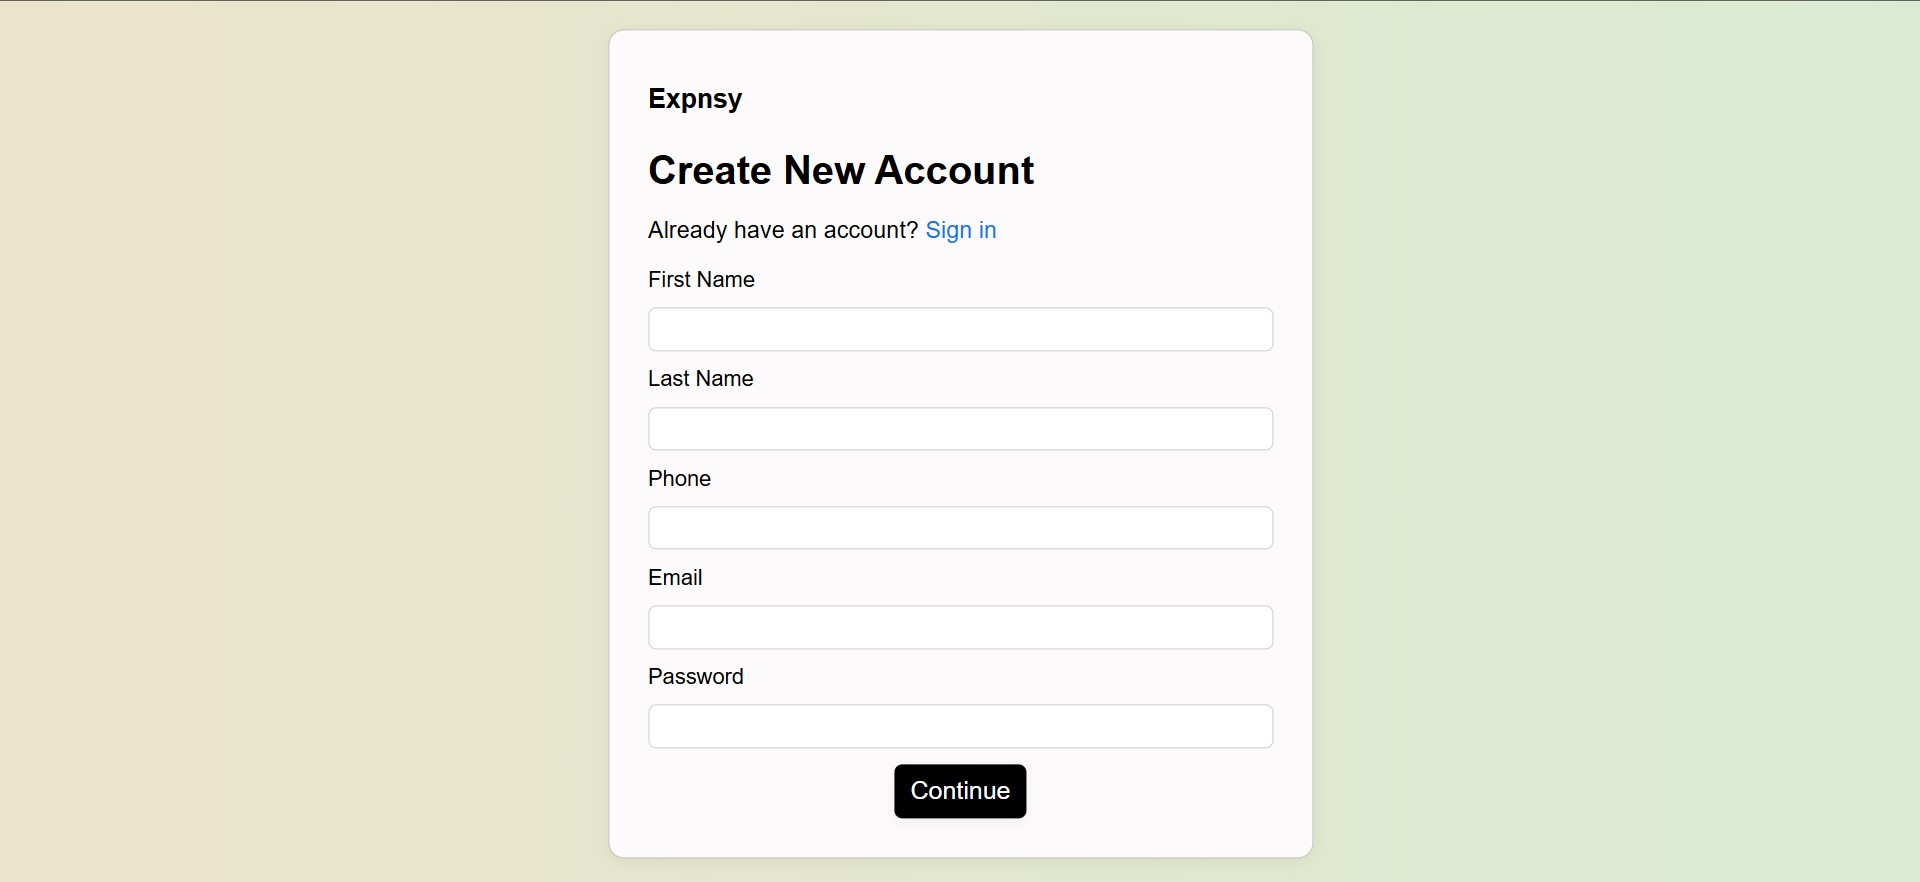 Expnsy
Create New Account
Already have an account? Sign in
First Name
Last Name
Phone
Email
Password
Continue